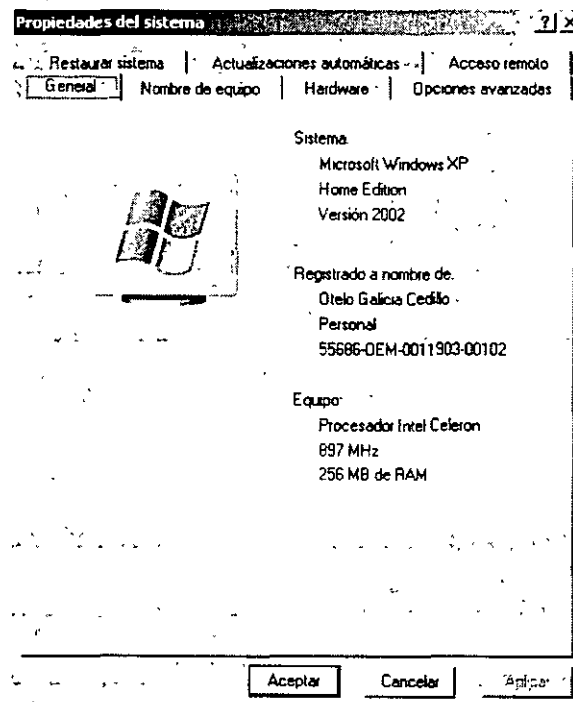 Propiedades del sistema ? X
Restaurar sistema Actualizaciones automáticas Acceso remoto
General Nombre de equipo Hardware Opciones avanzadas
Sistema:
Microsoft Windows XP
Home Edition
Versión 2002
Registrado a nombre de:
Otelo Galicia Cedillo
Personal
55686-OEM-0011903-00102
Equipo:
Procesador Intel Celeron
897 MHz
256 MB de RAM
Aceptar Cancelar Aplicar